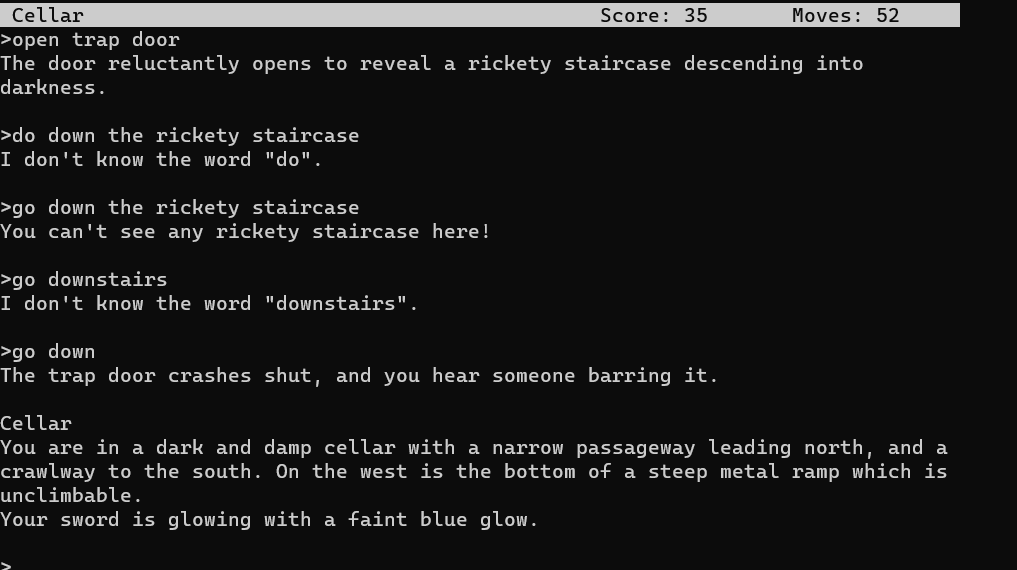 Cellar Score: 35 Moves: 52
>open trap door
The door reluctantly opens to reveal a rickety staircase descending into
darkness.
>do down the rickety staircase
I don't know the word "do".
>go down the rickety staircase
You can't see any rickety staircase here!
>go downstairs
I don't know the word "downstairs".
>go down
The trap door crashes shut, and you hear someone barring it.
Cellar
You are in a dark and damp cellar with a narrow passageway leading north, and a
crawlway to the south. On the west is the bottom of a steep metal ramp which is
unclimbable.
Your sword is glowing with a faint blue glow.
>